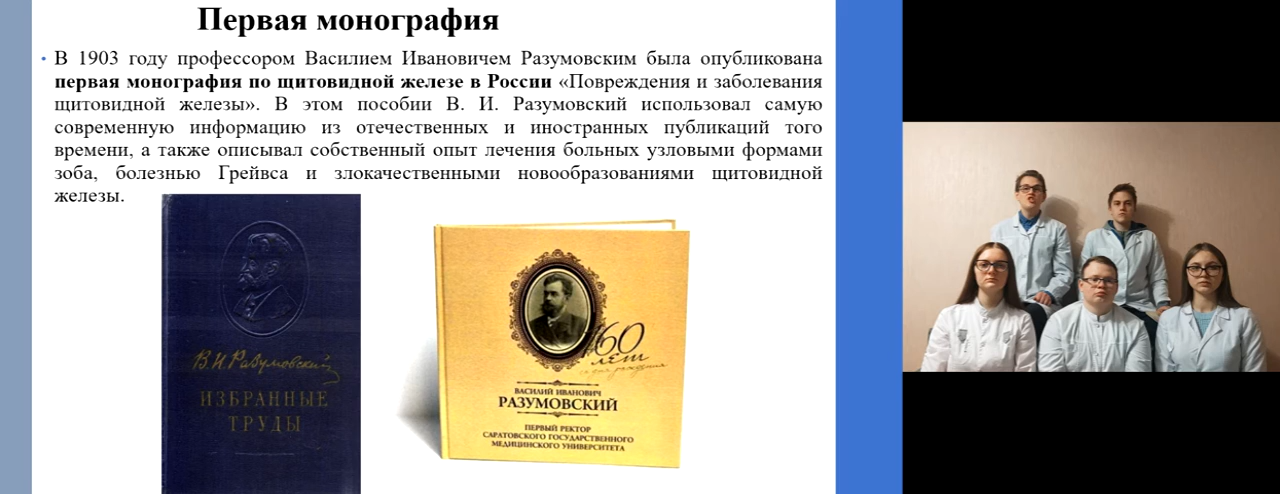 Первая монография
• В 1903 году профессором Василием Ивановичем Разумовским была опубликована
первая монография по щитовидной железе в России «Повреждения и заболевания
щитовидной железы». В этом пособии В. И. Разумовский использовал самую
современную информацию из отечественных и иностранных публикаций того
времени, а также описывал собственный опыт лечения больных узловыми формами
зоба, болезнью Грейвса и злокачественными новообразованиями щитовидной
железы.
В.И.Разумовский
ИЗБРАННЫЕ
ТРУДЫ
160
лет
со дня рождения
ВАСИЛИЙ ИВАНОВИЧ
РАЗУМОВСКИЙ
ПЕРВЫЙ РЕКТОР
САРАТОВСКОГО ГОСУДАРСТВЕННОГО
МЕДИЦИНСКОГО УНИВЕРСИТЕТА